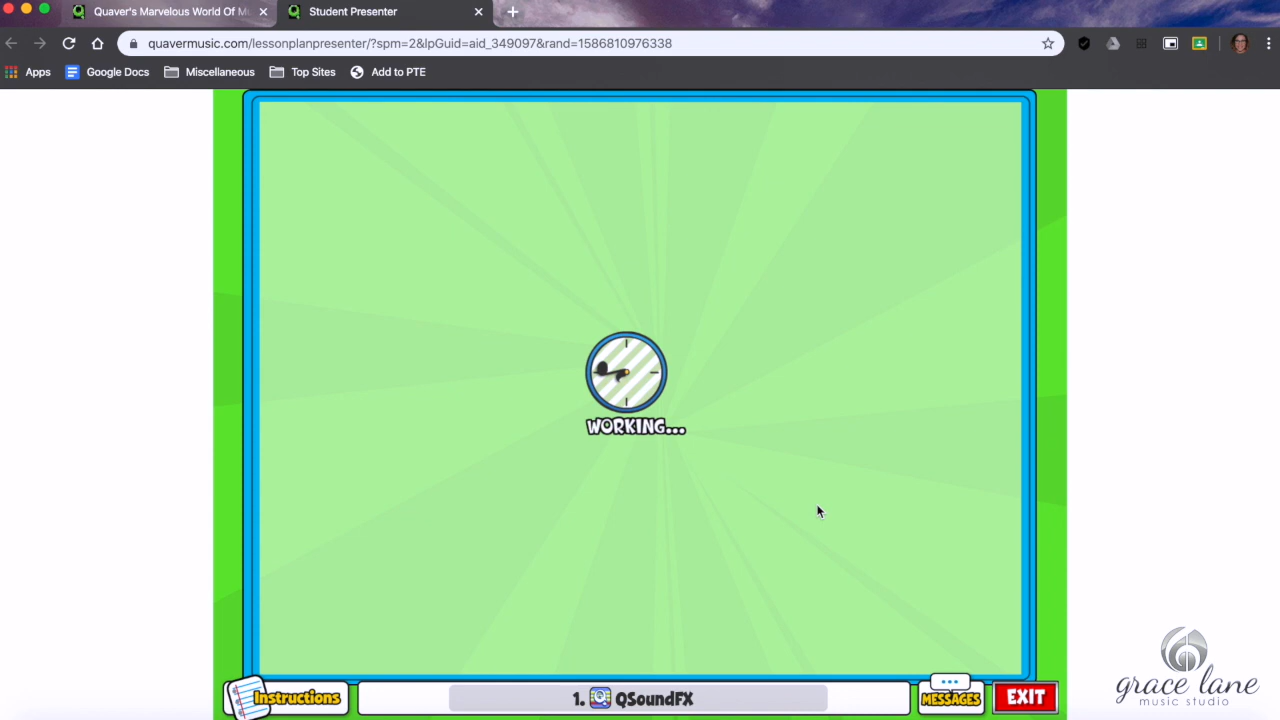 Quaver's Marvelous World Of Mu
Student Presenter
quavermusic.com/lessonplanpresenter/?spm=2&lpGuid=aid_349097&rand=1586810976338
Apps
Google Docs
Miscellaneous
Top Sites
Add to PTE
WORKING...
Instructions
1. QSoundFX
MESSAGES
EXIT
grace lane
music studio